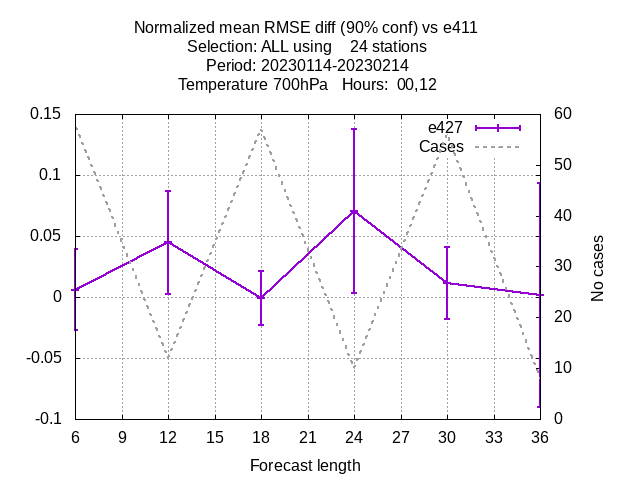 Normalized mean RMSE diff (90% conf) vs e411
Selection: ALL using    24 stations
Period: 20230114-20230214
Temperature 700hPa   Hours:  00,12
e427
Cases
0.15
0.1
0.05
0
-0.05
-0.1
60
50
40
30
20
10
0
No cases
6 9 12 15 18 21 24 27 30 33 36
Forecast length